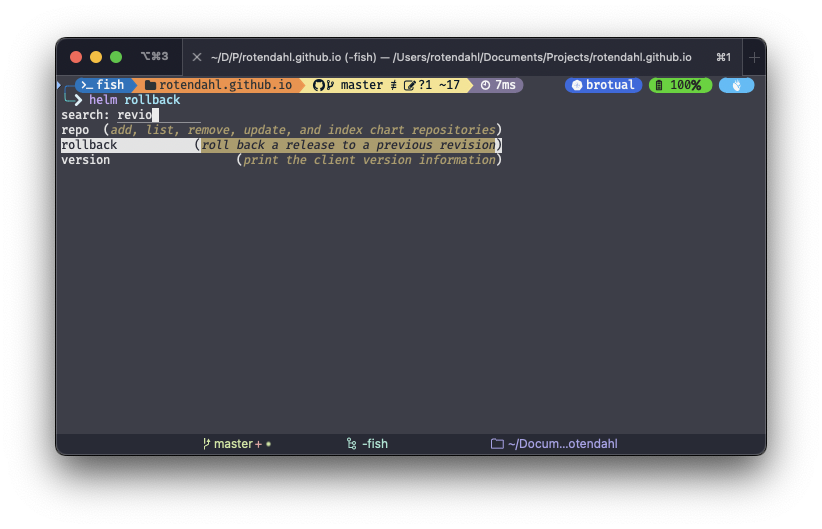 ⌥⌘3
~/D/P/rotendahl.github.io (-fish) — /Users/rotendahl/Documents/Projects/rotendahl.github.io ⌘1
>_ fish rotendahl.github.io master ≢ ?1 ~17 7ms brotual 100%
❯ helm rollback
search: revio
repo (add, list, remove, update, and index chart repositories)
rollback (roll back a release to a previous revision)
version (print the client version information)
master + • -fish ~/Docum...otendahl